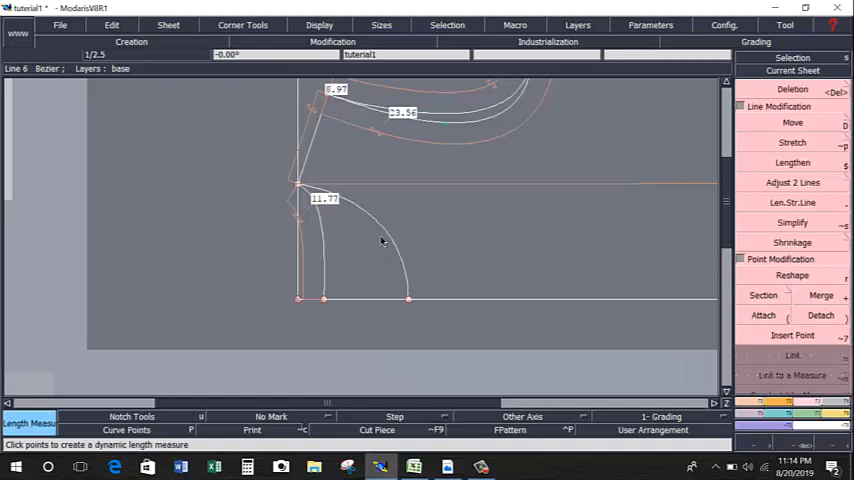 tuturial1 * - ModarisV8R1
www File Edit Sheet Corner Tools Display Sizes Selection Macro Layers Parameters Config. Tool ?
Creation Modification Industrialization Grading
1/2.5 -0.00° tuturial1
Line 6 Bezier ; Layers : base
Selection s
Current Sheet
Deletion <Del>
Line Modification
Move D
Stretch ~p
Lengthen
Adjust 2 Lines
Len.Str.Line -
Simplify ~s
Shrinkage
Point Modification
Reshape r
Section Merge +
Attach ( Detach )
Insert Point ~7
Link =
Link to a Measure ~n
8.97
23.56
11.77
Length Measu
Notch Tools u No Mark Step Other Axis 1- Grading
Curve Points P Print ~c Cut Piece ~F9 FPattern ^P User Arrangement
Click points to create a dynamic length measure
11:14 PM
8/20/2019